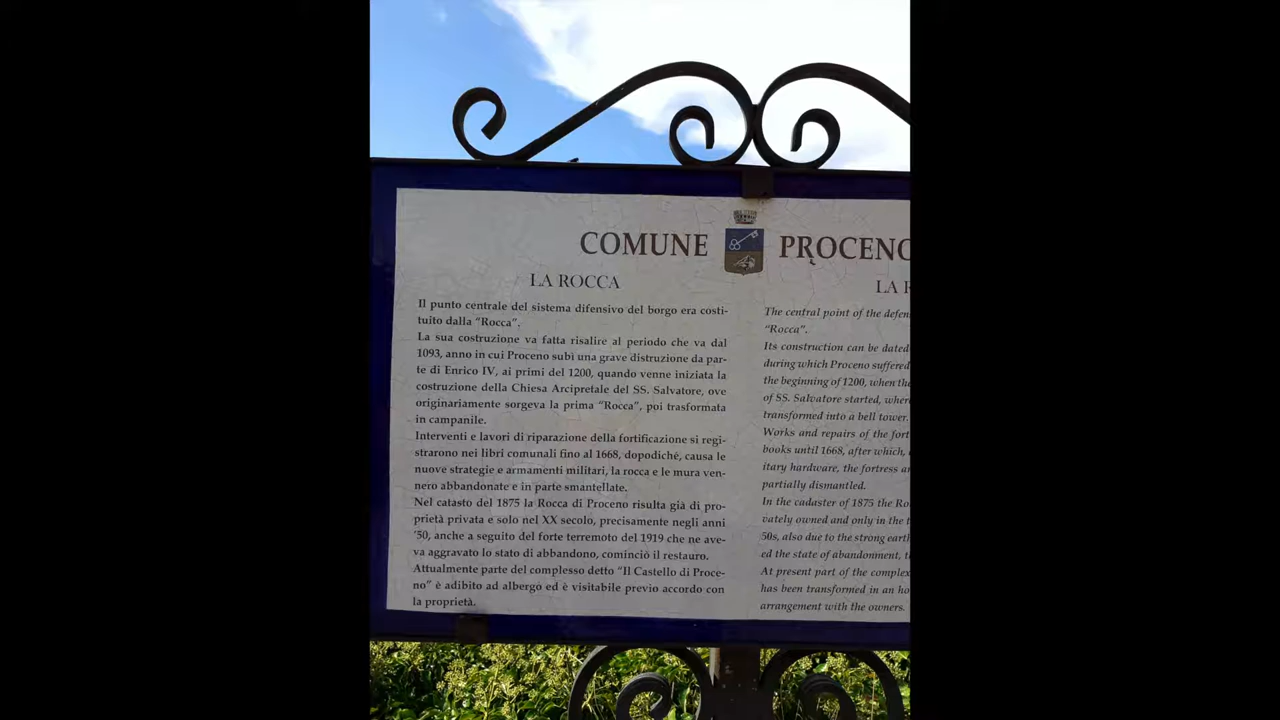 COMUNE PROCENO
LA ROCCA
Il punto centrale del sistema difensivo del borgo era costi-
tuito dalla “Rocca”.
La sua costruzione va fatta risalire al periodo che va dal
1093, anno in cui Proceno subì una grave distruzione da par-
te di Enrico IV, ai primi del 1200, quando venne iniziata la
costruzione della Chiesa Arcipretale del SS. Salvatore, ove
originariamente sorgeva la prima “Rocca”, poi trasformata
in campanile.
Interventi e lavori di riparazione della fortificazione si regi-
strarono nei libri comunali fino al 1668, dopodiché, causa le
nuove strategie e armamenti militari, la rocca e le mura ven-
nero abbandonate e in parte smantellate.
Nel catasto del 1875 la Rocca di Proceno risulta già di pro-
prietà privata e solo nel XX secolo, precisamente negli anni
’50, anche a seguito del forte terremoto del 1919 che ne ave-
va aggravato lo stato di abbandono, cominciò il restauro.
Attualmente parte del complesso detto “Il Castello di Proce-
no” è adibito ad albergo ed è visitabile previo accordo con
la proprietà.
LA R
The central point of the defen
“Rocca”.
Its construction can be dated
during which Proceno suffered
the beginning of 1200, when the
of SS. Salvatore started, wher
transformed into a bell tower.
Works and repairs of the fort
books until 1668, after which,
itary hardware, the fortress an
partially dismantled.
In the cadaster of 1875 the Ro
vately owned and only in the t
50s, also due to the strong earth
ed the state of abandonment, t
At present part of the complex
has been transformed in an ho
arrangement with the owners.